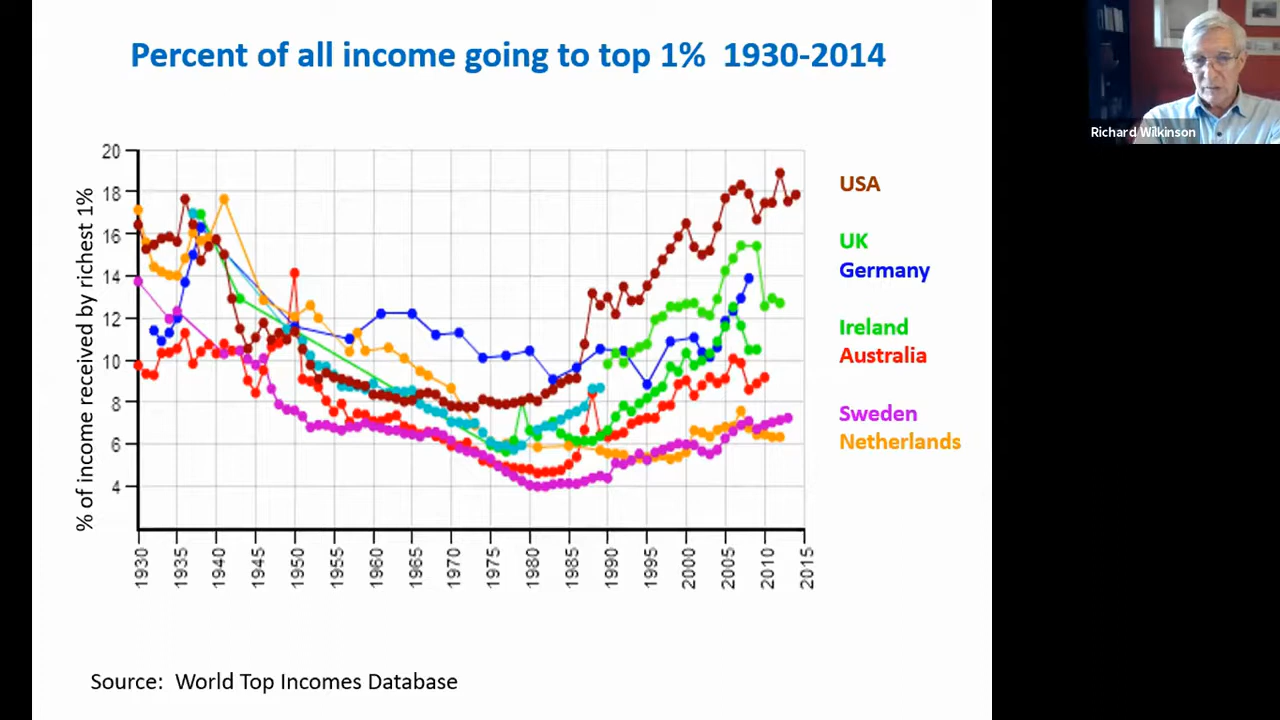 Percent of all income going to top 1% 1930-2014
Richard Wilkinson
% of income received by richest 1%
20
18
16
14
12
10
8
6
4
1930
1935
1940
1945
1950
1955
1960
1965
1970
1975
1980
1985
1990
1995
2000
2005
2010
2015
USA
UK
Germany
Ireland
Australia
Sweden
Netherlands
Source: World Top Incomes Database